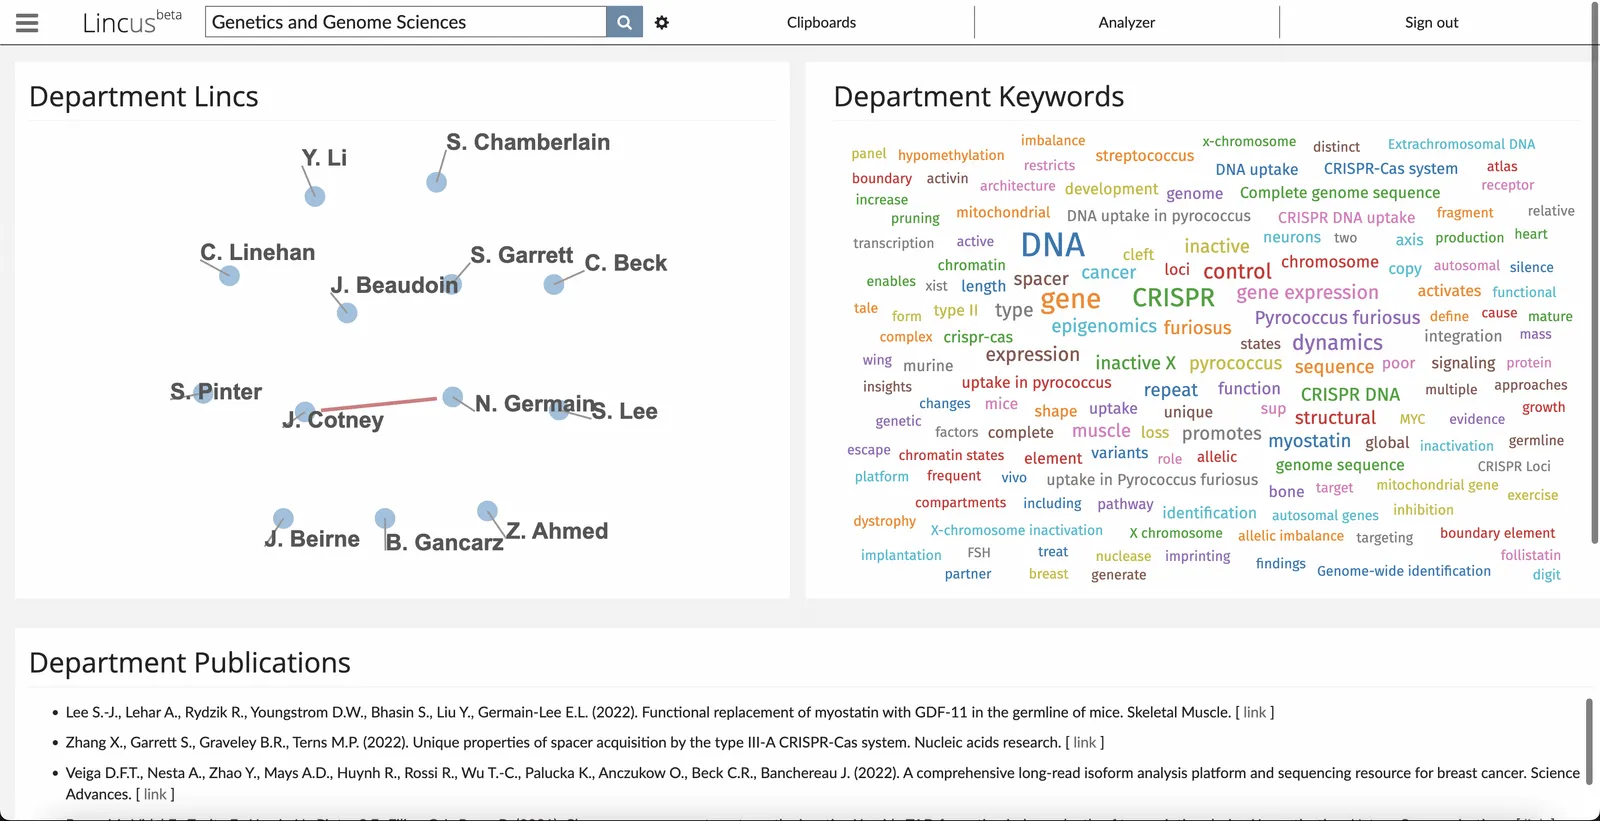 Lincus beta Genetics and Genome Sciences Clipboards Analyzer Sign out
Department Lincs
S. Chamberlain
Y. Li
C. Linehan
S. Garrett
C. Beck
J. Beaudoin
S. Pinter
J. Cotney
N. Germain
S. Lee
J. Beirne
B. Gancarz
Z. Ahmed
Department Keywords
imbalance x-chromosome distinct Extrachromosomal DNA
panel hypomethylation restricts streptococcus DNA uptake CRISPR-Cas system atlas
boundary activin architecture development genome Complete genome sequence receptor
increase
pruning mitochondrial DNA uptake in pyrococcus CRISPR DNA uptake fragment relative
transcription active DNA cleft inactive neurons two axis production heart
chromatin spacer cancer loci control chromosome copy autosomal silence
enables xist length gene CRISPR gene expression activates functional
tale form type II type epigenomics furiosus Pyrococcus furiosus define cause mature
complex crispr-cas states dynamics integration mass
wing murine expression inactive X pyrococcus sequence poor signaling protein
insights uptake in pyrococcus repeat function CRISPR DNA multiple approaches
changes mice shape uptake unique sup structural MYC evidence growth
genetic factors complete muscle loss promotes myostatin global inactivation germline
escape chromatin states element variants role allelic genome sequence CRISPR Loci
platform frequent vivo uptake in Pyrococcus furiosus bone target mitochondrial gene exercise
compartments including pathway identification autosomal genes inhibition
dystrophy X-chromosome inactivation X chromosome allelic imbalance targeting boundary element
implantation FSH treat nuclease imprinting findings Genome-wide identification follistatin
partner breast generate digit
Department Publications
• Lee S.-J., Lehar A., Rydzik R., Youngstrom D.W., Bhasin S., Liu Y., Germain-Lee E.L. (2022). Functional replacement of myostatin with GDF-11 in the germline of mice. Skeletal Muscle. [ link ]
• Zhang X., Garrett S., Graveley B.R., Terns M.P. (2022). Unique properties of spacer acquisition by the type III-A CRISPR-Cas system. Nucleic acids research. [ link ]
• Veiga D.F.T., Nesta A., Zhao Y., Mays A.D., Huynh R., Rossi R., Wu T.-C., Palucka K., Anczukow O., Beck C.R., Banchereau J. (2022). A comprehensive long-read isoform analysis platform and sequencing resource for breast cancer. Science
Advances. [ link ]